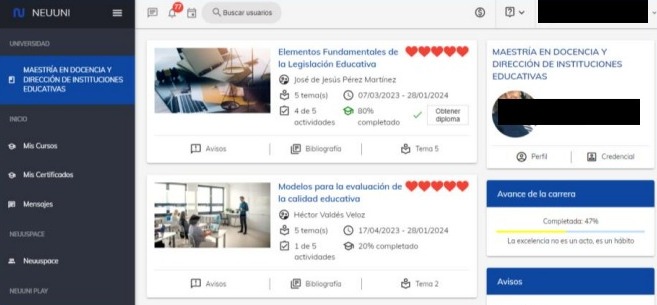 NEUUNI
77
Buscar usuarios
UNIVERSIDAD
MAESTRÍA EN DOCENCIA Y
DIRECCIÓN DE INSTITUCIONES
EDUCATIVAS
INICIO
Mis Cursos
Mis Certificados
Mensajes
NEUUSPACE
Neuuspace
NEUUNI PLAY
Elementos Fundamentales de
la Legislación Educativa
José de Jesús Pérez Martínez
5 tema(s) 07/03/2023 - 28/01/2024
4 de 5
actividades
80%
completado
Obtener
diploma
Avisos
Bibliografía
Tema 5
Modelos para la evaluación de
la calidad educativa
Héctor Valdés Veloz
5 tema(s) 17/04/2023 - 28/01/2024
1 de 5
actividades
20% completado
Avisos
Bibliografía
Tema 2
MAESTRÍA EN DOCENCIA Y
DIRECCIÓN DE INSTITUCIONES
EDUCATIVAS
Perfil
Credencial
Avance de la carrera
Completada: 47%
La excelencia no es un acto, es un hábito
Avisos